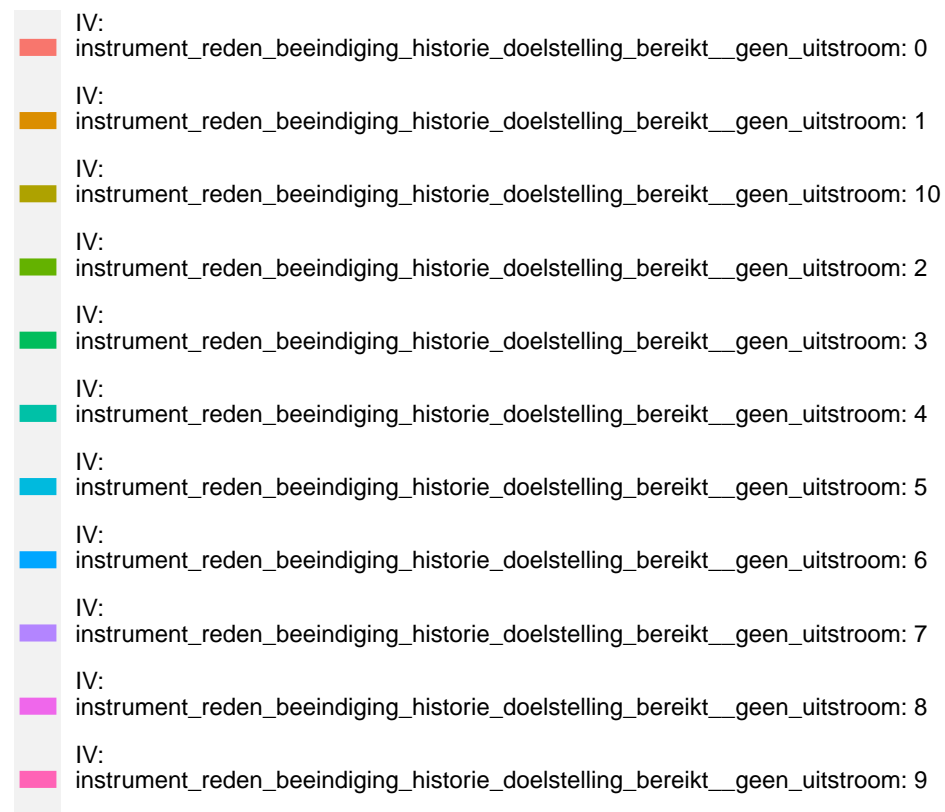 IV:
instrument_reden_beeindiging_historie_doelstelling_bereikt__geen_uitstroom: 0
IV:
instrument_reden_beeindiging_historie_doelstelling_bereikt__geen_uitstroom: 1
IV:
instrument_reden_beeindiging_historie_doelstelling_bereikt__geen_uitstroom: 10
IV:
instrument_reden_beeindiging_historie_doelstelling_bereikt__geen_uitstroom: 2
IV:
instrument_reden_beeindiging_historie_doelstelling_bereikt__geen_uitstroom: 3
IV:
instrument_reden_beeindiging_historie_doelstelling_bereikt__geen_uitstroom: 4
IV:
instrument_reden_beeindiging_historie_doelstelling_bereikt__geen_uitstroom: 5
IV:
instrument_reden_beeindiging_historie_doelstelling_bereikt__geen_uitstroom: 6
IV:
instrument_reden_beeindiging_historie_doelstelling_bereikt__geen_uitstroom: 7
IV:
instrument_reden_beeindiging_historie_doelstelling_bereikt__geen_uitstroom: 8
IV:
instrument_reden_beeindiging_historie_doelstelling_bereikt__geen_uitstroom: 9